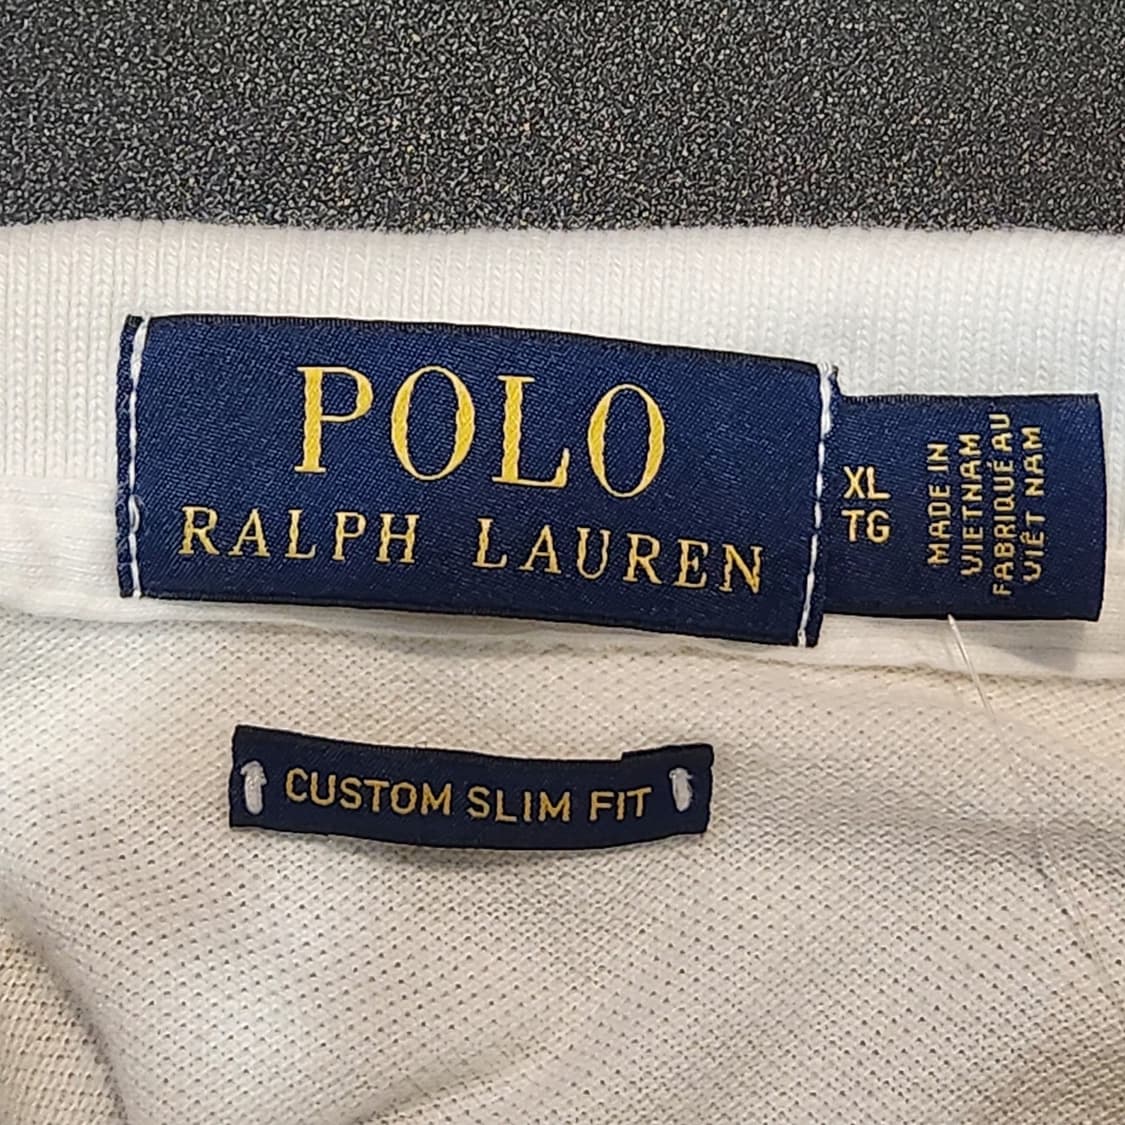 POLO
RALPH LAUREN
XL
TG
MADE IN
VIETNAM
FABRIQUÉ AU
VIÊT NAM
CUSTOM SLIM FIT